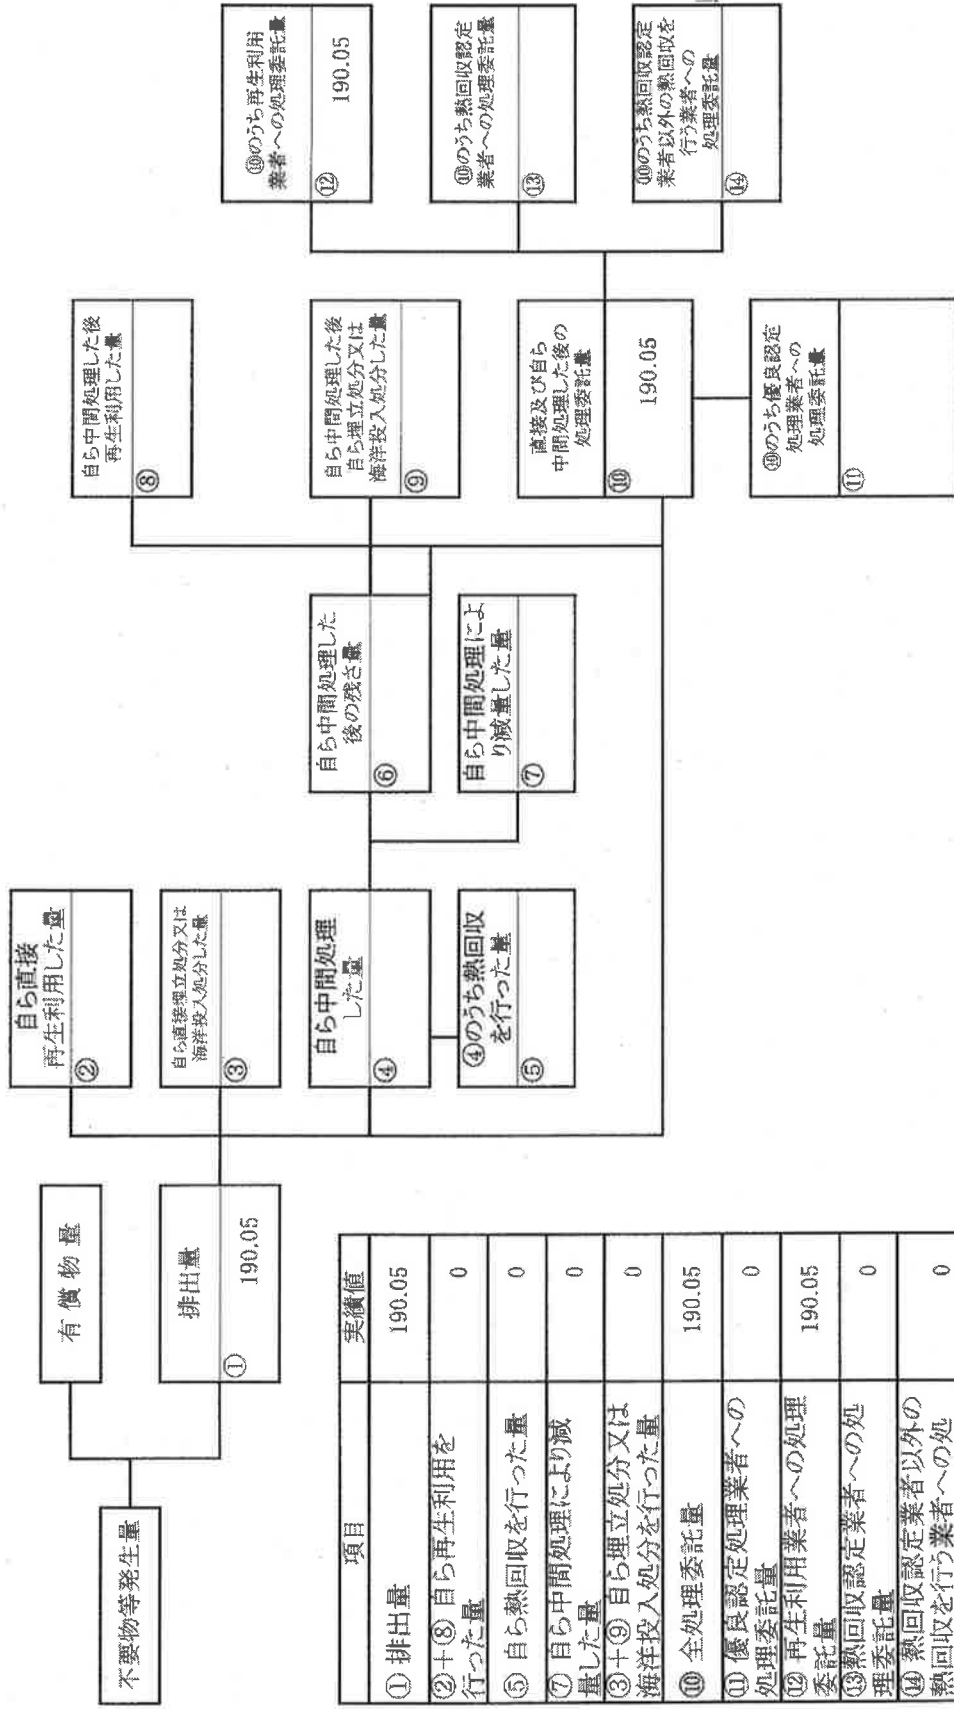 不要物等発生量
有償物量
排出量
①
190.05
自ら直接
再生利用した量
②
自ら直接埋立処分又は
海洋投入処分した量
③
自ら中間処理
した量
④
④のうち熱回収
を行った量
⑤
自ら中間処理した
後の残さ量
⑥
自ら中間処理によ
り減量した量
⑦
自ら中間処理した後
再生利用した量
⑧
自ら中間処理した後
自ら埋立処分又は
海洋投入処分した量
⑨
直接及び自ら
中間処理した後の
処理委託量
⑩
190.05
⑩のうち優良認定
処理業者への
処理委託量
⑪
⑩のうち再生利用
業者への処理委託量
⑫
190.05
⑩のうち熱回収認定
業者への処理委託量
⑬
⑩のうち熱回収認定
業者以外の熱回収を
行う業者への
処理委託量
⑭
項目 実績値
①排出量 190.05
②+⑧ 自ら再生利用を
行った量 0
⑤ 自ら熱回収を行った量 0
⑦ 自ら中間処理により減
量した量 0
③+⑨ 自ら埋立処分又は
海洋投入処分を行った量 0
⑩ 全処理委託量 190.05
⑪ 優良認定処理業者への
処理委託量 0
⑫ 再生利用業者への処理
委託量 190.05
⑬熱回収認定業者への処
理委託量 0
⑭ 熱回収認定業者以外の
熱回収を行う業者への処 0